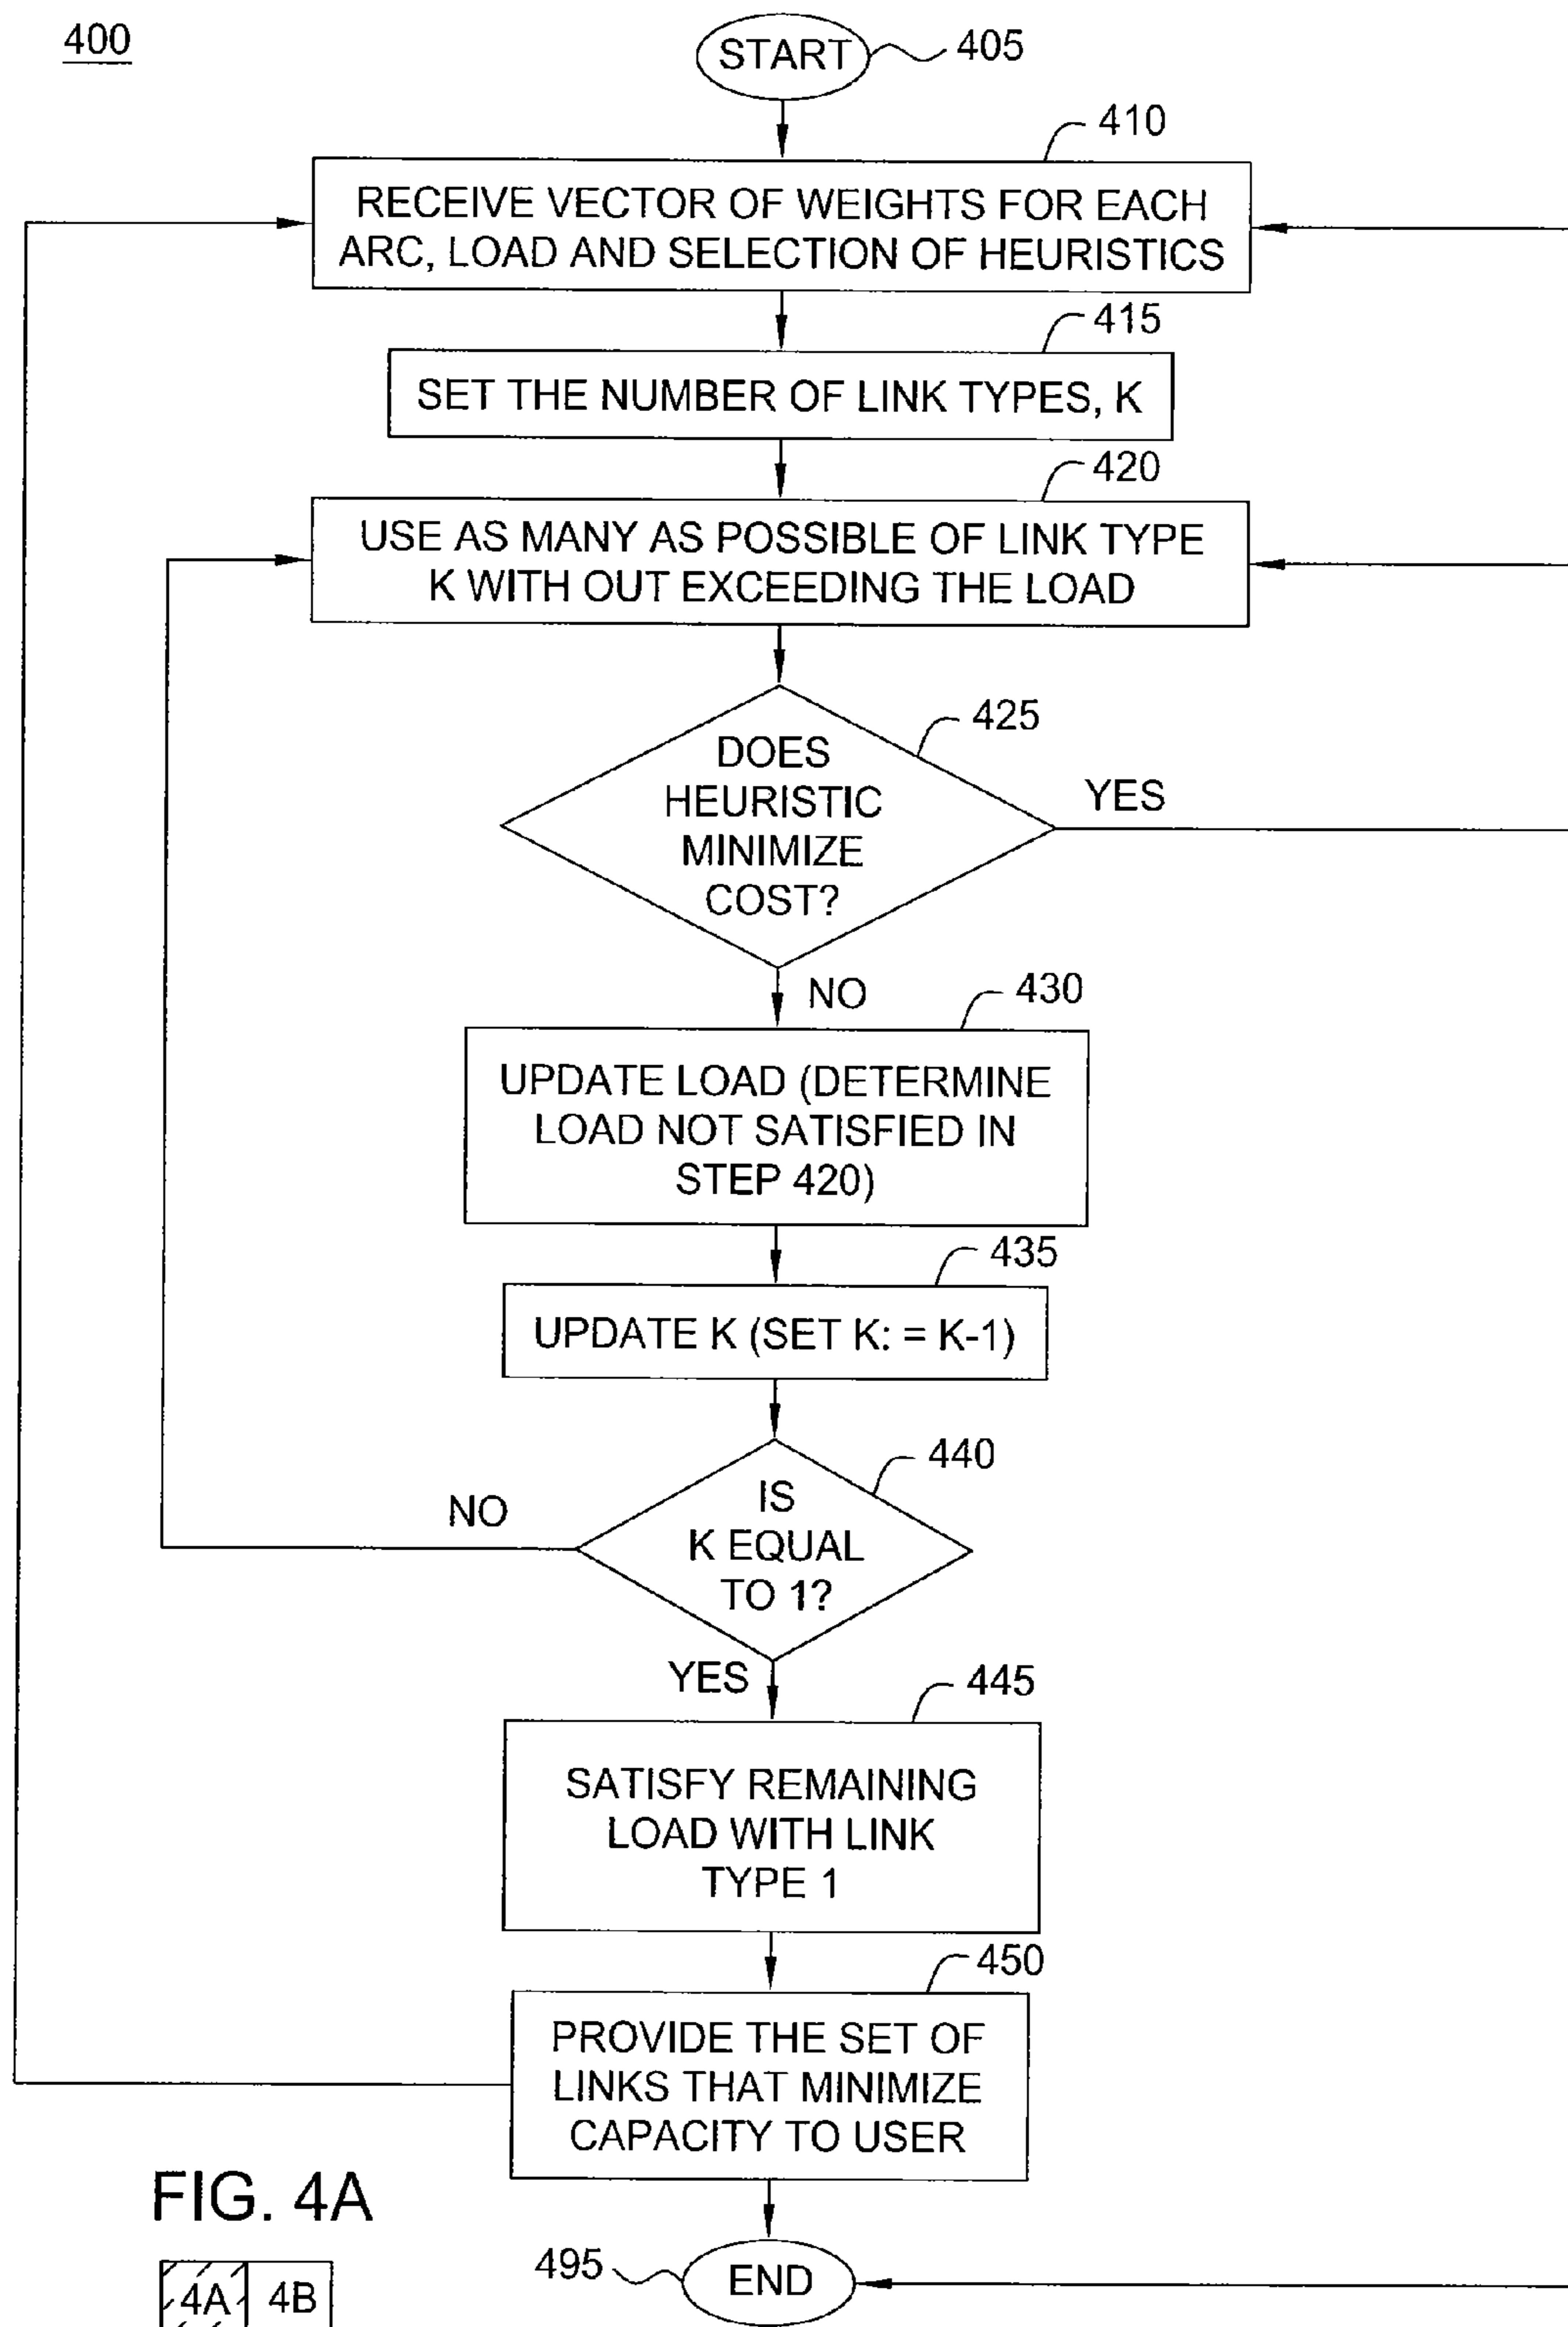 400
START
405
410
RECEIVE VECTOR OF WEIGHTS FOR EACH
ARC, LOAD AND SELECTION OF HEURISTICS
415
SET THE NUMBER OF LINK TYPES, K
420
USE AS MANY AS POSSIBLE OF LINK TYPE
K WITH OUT EXCEEDING THE LOAD
425
DOES
HEURISTIC
MINIMIZE
COST?
YES
NO
430
UPDATE LOAD (DETERMINE
LOAD NOT SATISFIED IN
STEP 420)
435
UPDATE K (SET K: = K-1)
440
IS
K EQUAL
TO 1?
NO
YES
445
SATISFY REMAINING
LOAD WITH LINK
TYPE 1
450
PROVIDE THE SET OF
LINKS THAT MINIMIZE
CAPACITY TO USER
FIG. 4A
495
END
4A 4B